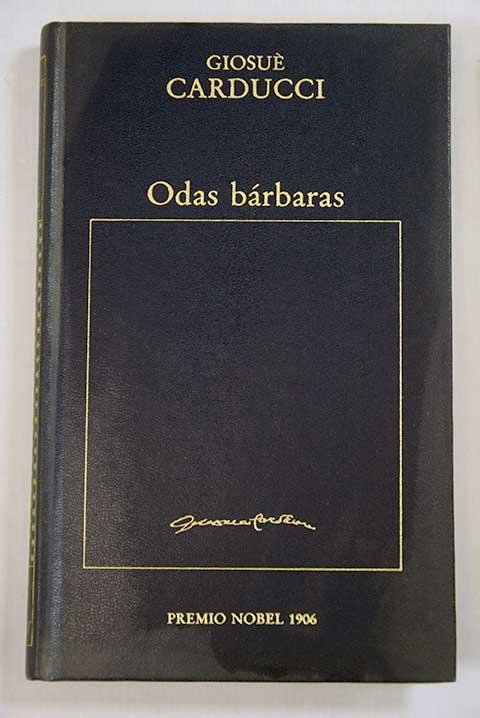 GIOSUÈ
CARDUCCI
Odas bárbaras
PREMIO NOBEL 1906